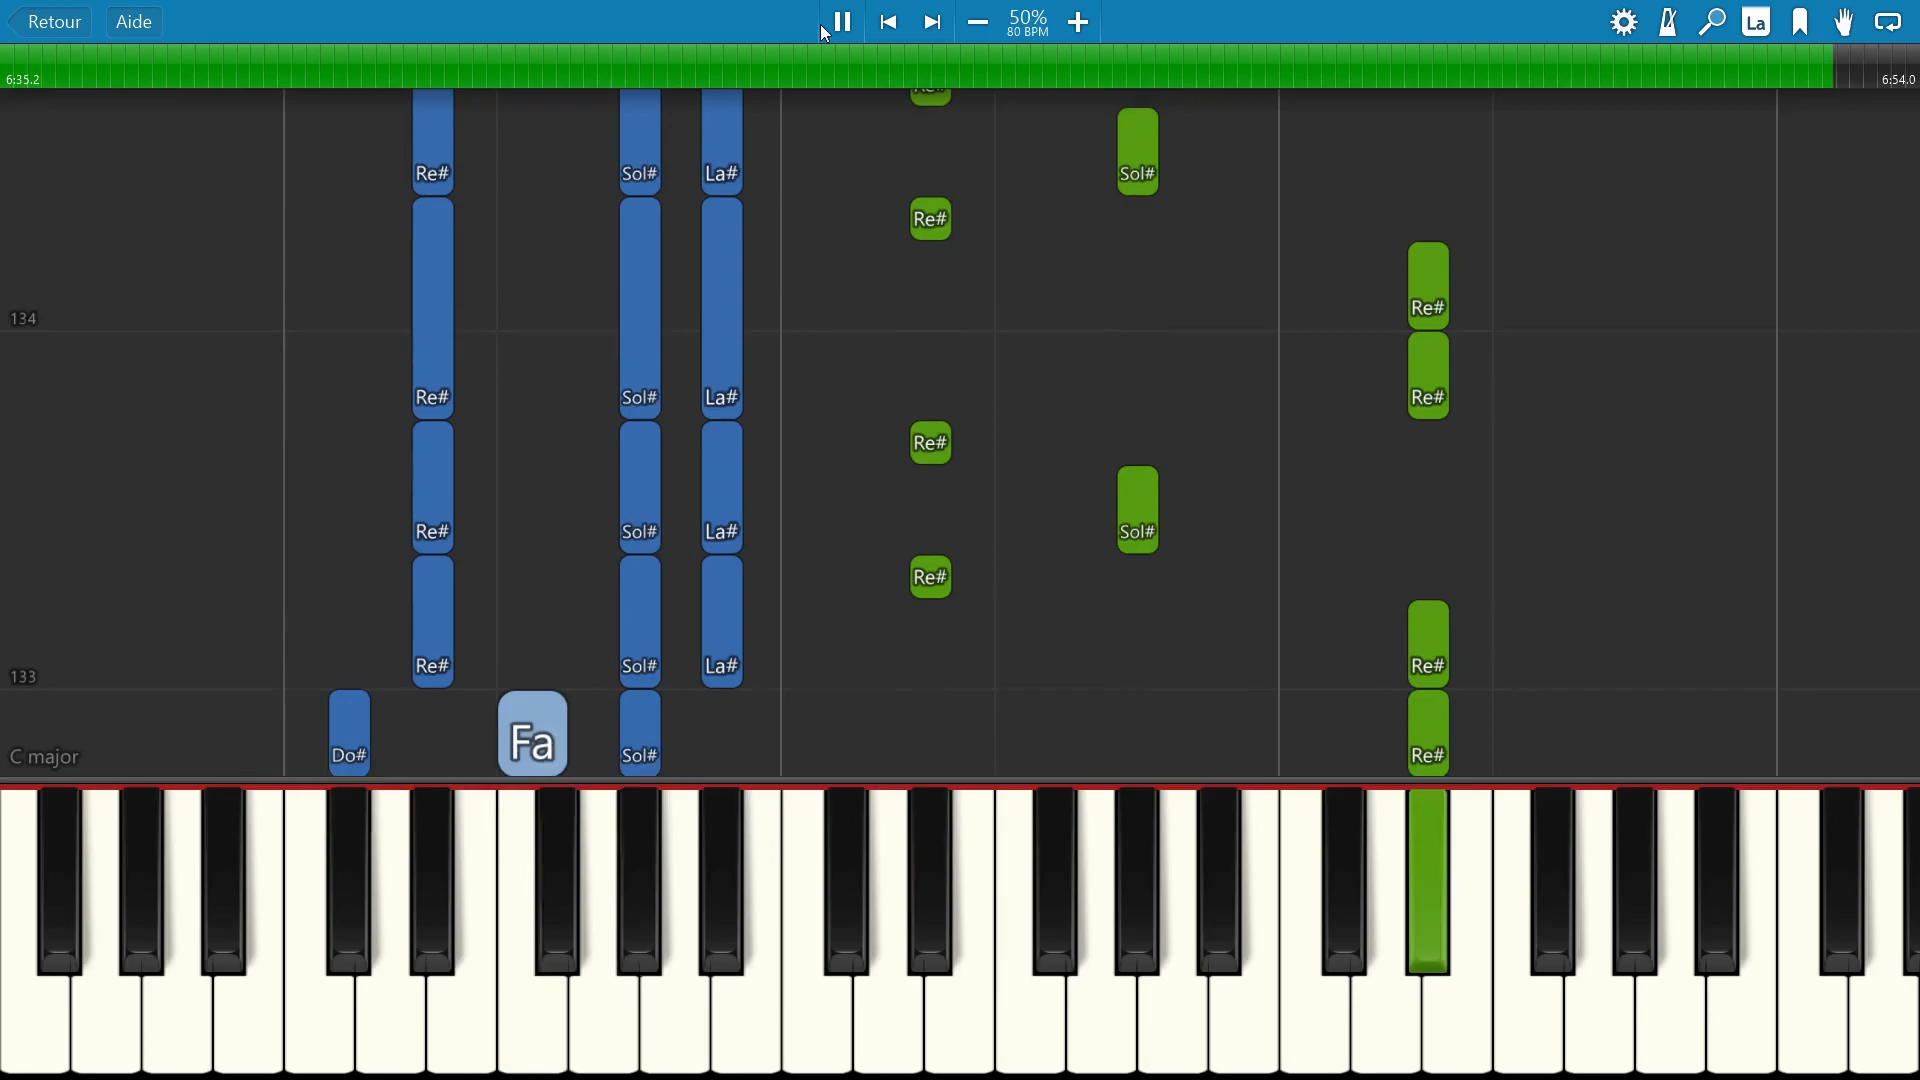 Retour Aide 50% 80 BPM La
6:35.2 6:54.0
Re#
Re# Sol# La# Sol#
Re#
134 Re#
Re# Sol# La# Re#
Re#
Re# Sol# La# Sol#
Re#
133 Re# Sol# La# Re#
C major Do# Fa Sol# Re#